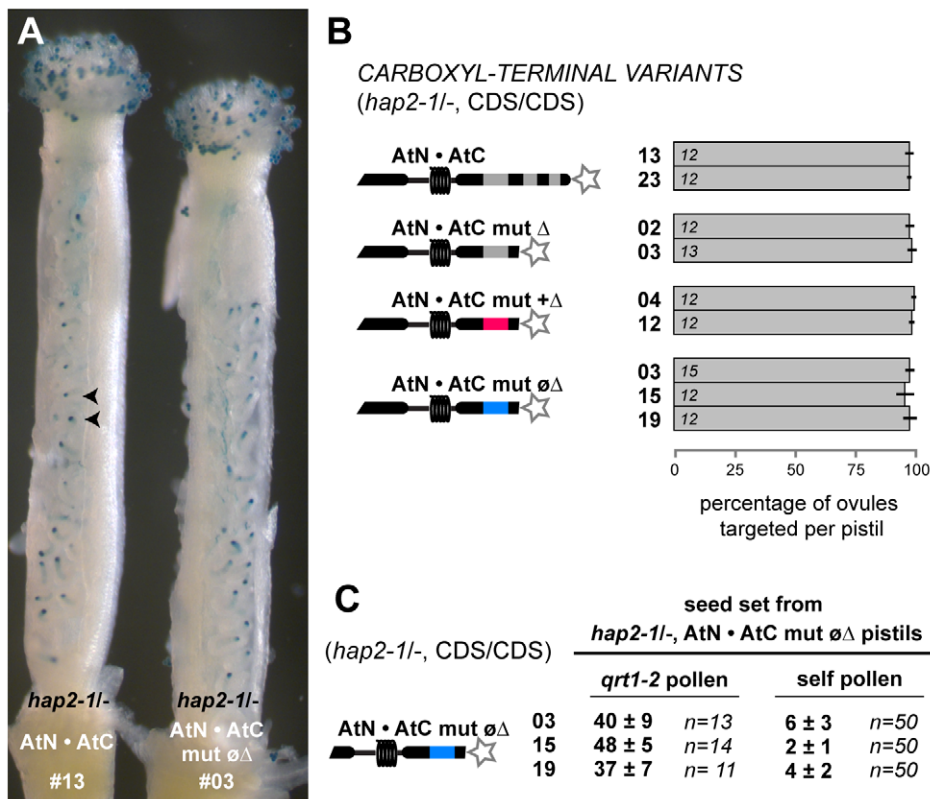 A
hap2-1/-
AtN • AtC
#13
hap2-1/-
AtN • AtC
mut øΔ
#03
B
CARBOXYL-TERMINAL VARIANTS
(hap2-1/-, CDS/CDS)
AtN • AtC
13 12
23 12
AtN • AtC mut Δ
02 12
03 13
AtN • AtC mut +Δ
04 12
12 12
AtN • AtC mut øΔ
03 15
15 12
19 12
0 25 50 75 100
percentage of ovules
targeted per pistil
C
(hap2-1/-, CDS/CDS)
seed set from
hap2-1/-, AtN • AtC mut øΔ pistils
qrt1-2 pollen self pollen
AtN • AtC mut øΔ
03 40 ± 9 n=13 6 ± 3 n=50
15 48 ± 5 n=14 2 ± 1 n=50
19 37 ± 7 n= 11 4 ± 2 n=50